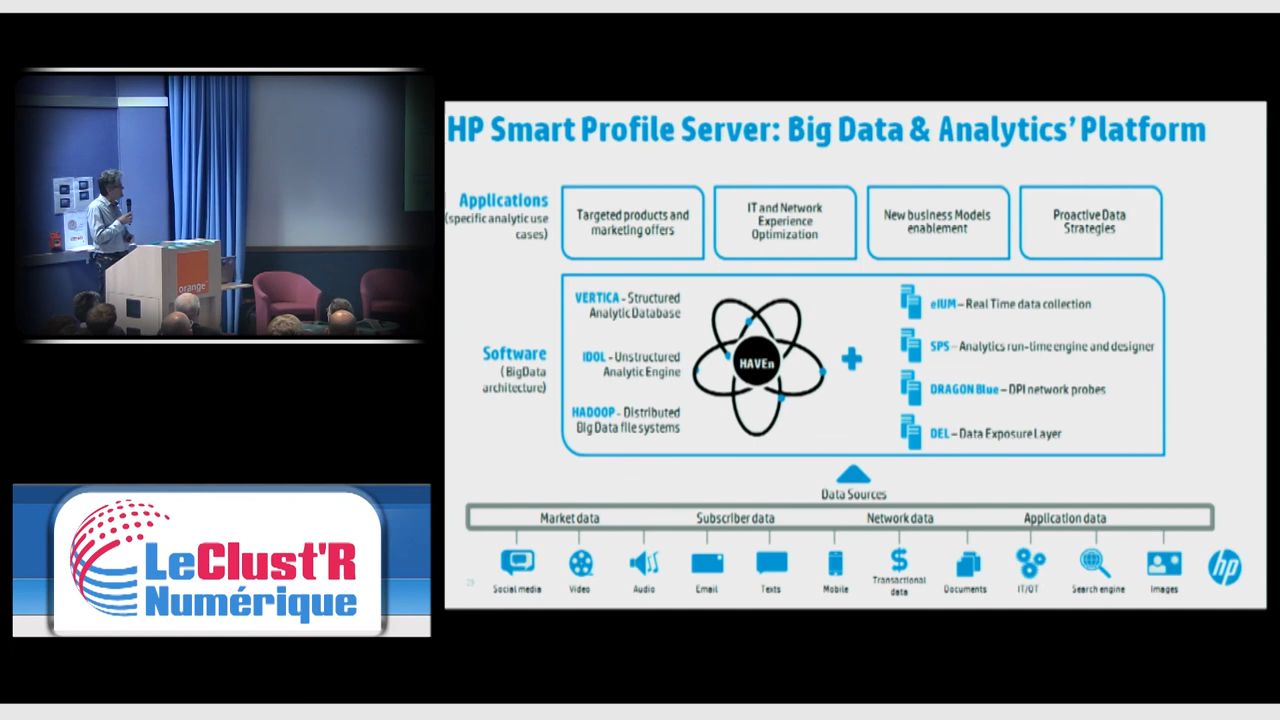 HP Smart Profile Server: Big Data & Analytics' Platform
Applications
(specific analytic use
cases)
Targeted products and
marketing offers
IT and Network
Experience
Optimization
New business Models
enablement
Proactive Data
Strategies
Software
(BigData
architecture)
VERTICA - Structured
Analytic Database
IDOL - Unstructured
Analytic Engine
HADOOP - Distributed
Big Data file systems
HAVEn
eIUM – Real Time data collection
SPS – Analytics run-time engine and designer
DRAGON Blue – DPI network probes
DEL – Data Exposure Layer
Data Sources
Market data
Subscriber data
Network data
Application data
Social media
Video
Audio
Email
Texts
Mobile
Transactional
data
Documents
IT/OT
Search engine
Images
hp
orange
LeClust'R
Numérique